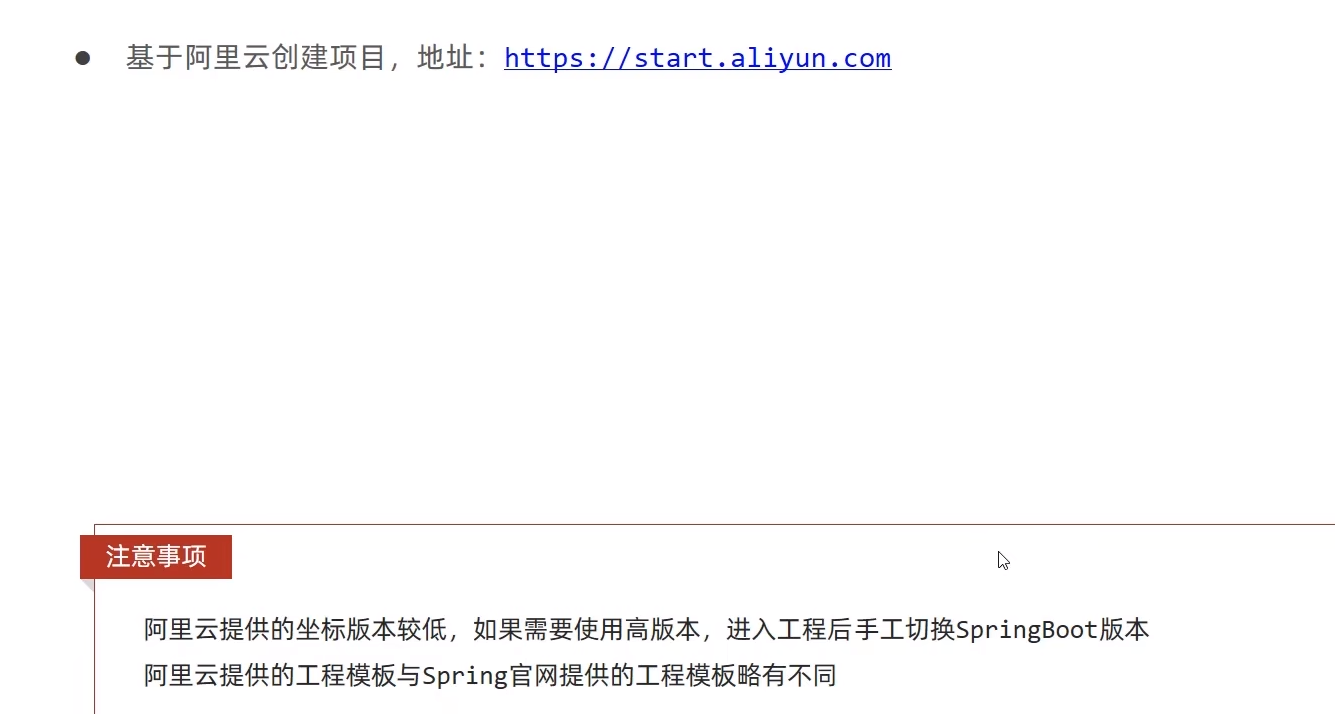 ● 基于阿里云创建项目，地址：https://start.aliyun.com
注意事项
阿里云提供的坐标版本较低，如果需要使用高版本，进入工程后手工切换SpringBoot版本
阿里云提供的工程模板与Spring官网提供的工程模板略有不同